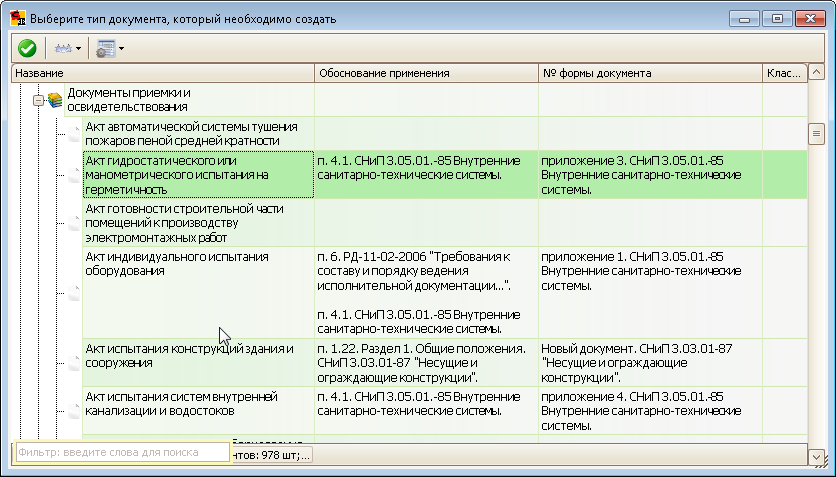 Выберите тип документа, который необходимо создать
Название
Обоснование применения
№ формы документа
Клас...
Документы приемки и
освидетельствования
Акт автоматической системы тушения
пожаров пеной средней кратности
Акт гидростатического или
манометрического испытания на
герметичность
п. 4.1. СНиП 3.05.01.-85 Внутренние
санитарно-технические системы.
приложение 3. СНиП 3.05.01.-85
Внутренние санитарно-технические
системы.
Акт готовности строительной части
помещений к производству
электромонтажных работ
Акт индивидуального испытания
оборудования
п. 6. РД-11-02-2006 "Требования к
составу и порядку ведения
исполнительной документации...".
п. 4.1. СНиП 3.05.01.-85 Внутренние
санитарно-технические системы.
приложение 1. СНиП 3.05.01.-85
Внутренние санитарно-технические
системы.
Акт испытания конструкций здания и
сооружения
п. 1.22. Раздел 1. Общие положения.
СНиП 3.03.01-87 "Несущие и
ограждающие конструкции".
Новый документ. СНиП 3.03.01-87
"Несущие и ограждающие
конструкции".
Акт испытания систем внутренней
канализации и водостоков
п. 4.1. СНиП 3.05.01.-85 Внутренние
санитарно-технические системы.
приложение 4. СНиП 3.05.01.-85
Внутренние санитарно-технические
системы.
Фильтр: введите слова для поиска
нтов: 978 шт;...